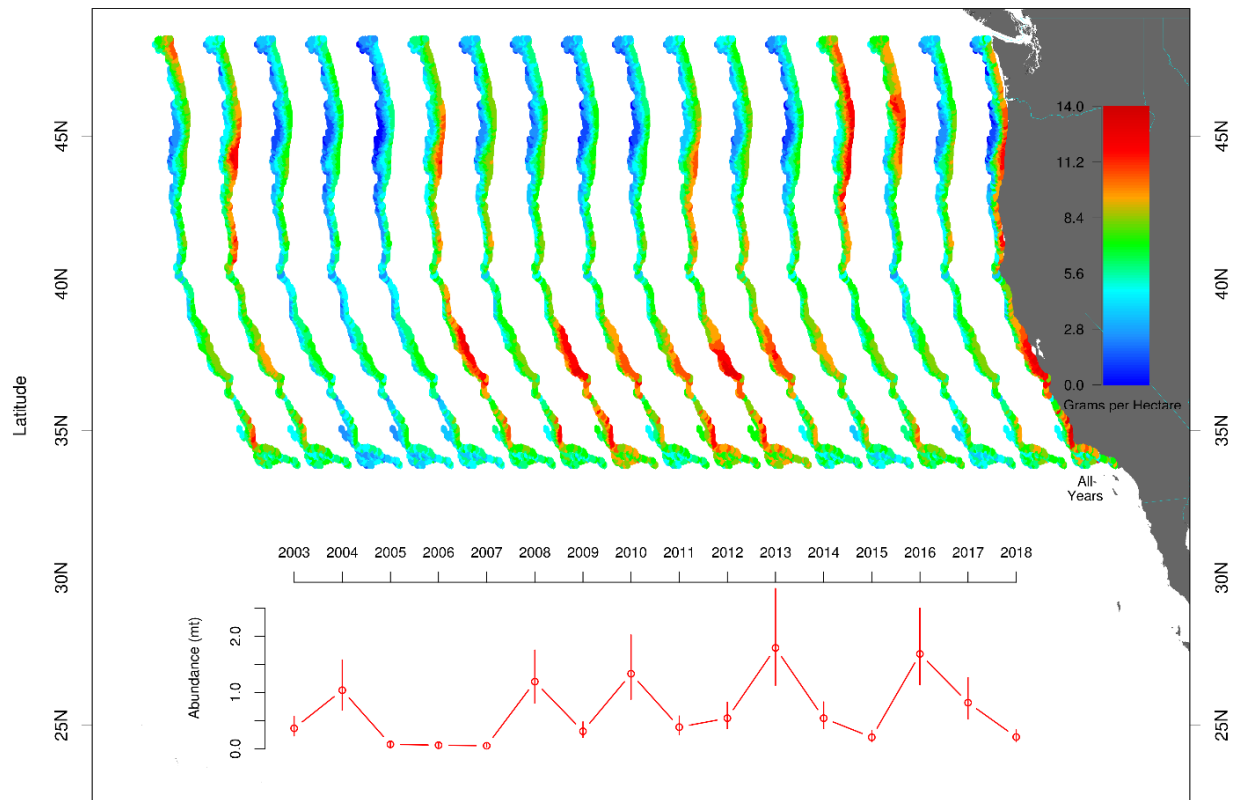 45N
40N
35N
30N
25N
Latitude
14.0
11.2
8.4
5.6
2.8
0.0
Grams per Hectare
45N
40N
35N
30N
25N
All
Years
2003 2004 2005 2006 2007 2008 2009 2010 2011 2012 2013 2014 2015 2016 2017 2018
Abundance (mt)
2.0
1.0
0.0